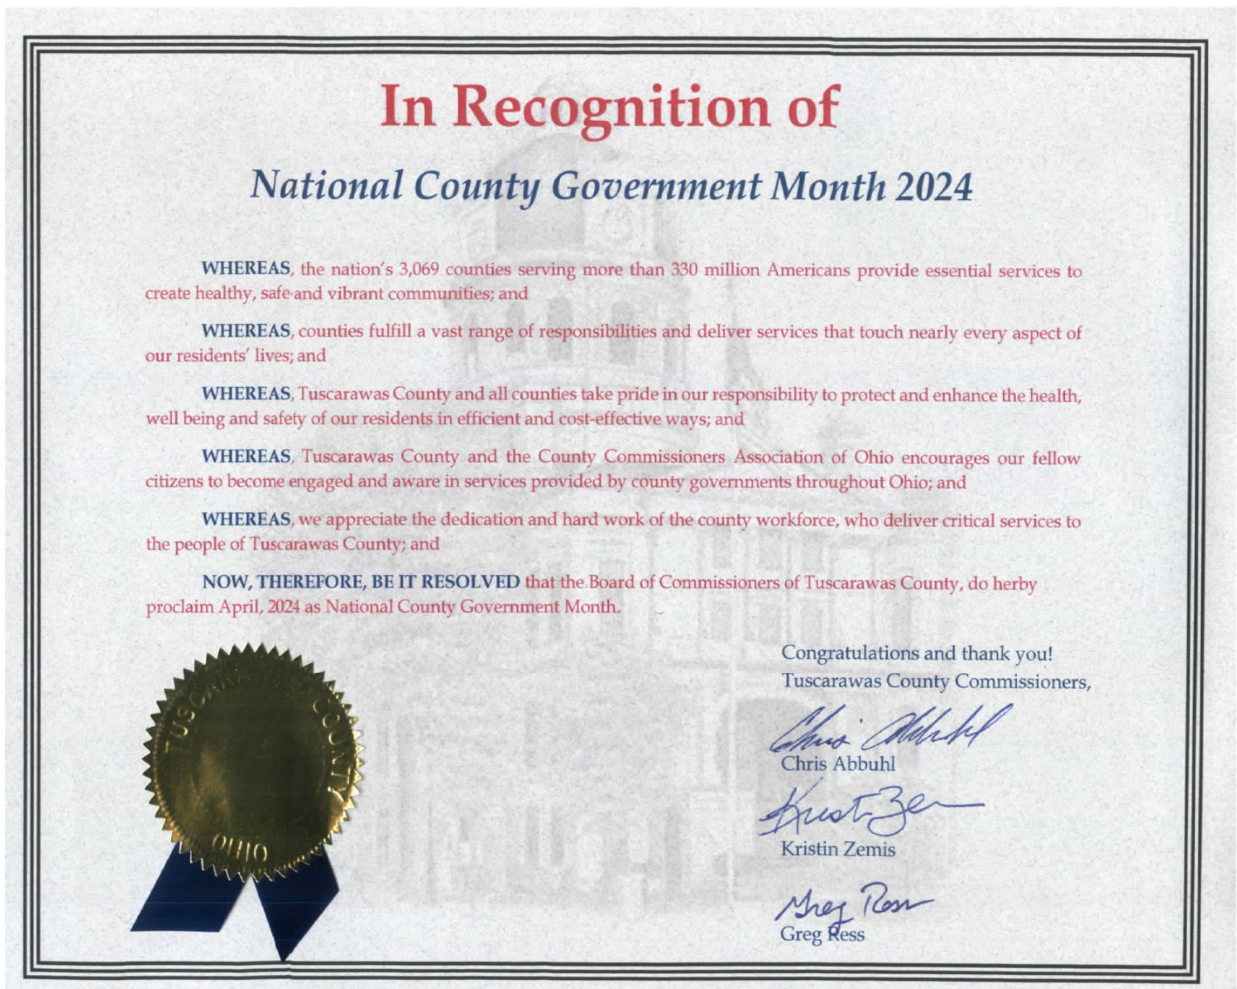 In Recognition of
National County Government Month 2024
WHEREAS, the nation's 3,069 counties serving more than 330 million Americans provide essential services to
create healthy, safe and vibrant communities; and
WHEREAS, counties fulfill a vast range of responsibilities and deliver services that touch nearly every aspect of
our residents' lives; and
WHEREAS, Tuscarawas County and all counties take pride in our responsibility to protect and enhance the health,
well being and safety of our residents in efficient and cost-effective ways; and
WHEREAS, Tuscarawas County and the County Commissioners Association of Ohio encourages our fellow
citizens to become engaged and aware in services provided by county governments throughout Ohio; and
WHEREAS, we appreciate the dedication and hard work of the county workforce, who deliver critical services to
the people of Tuscarawas County; and
NOW, THEREFORE, BE IT RESOLVED that the Board of Commissioners of Tuscarawas County, do herby
proclaim April, 2024 as National County Government Month.
Congratulations and thank you!
Tuscarawas County Commissioners,
Chris Abbuhl
Chris Abbuhl
Kristin Zemis
Greg Ress
Greg Ress
TUSCARAWAS COUNTY
OHIO